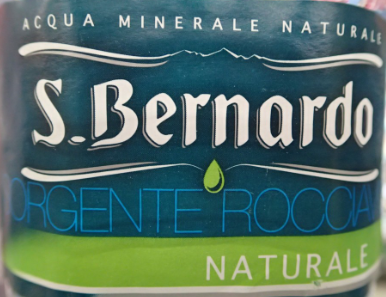 ACQUA MINERALE NATURALE
S.Bernardo
ORGENTE ROCCIA
NATURALE